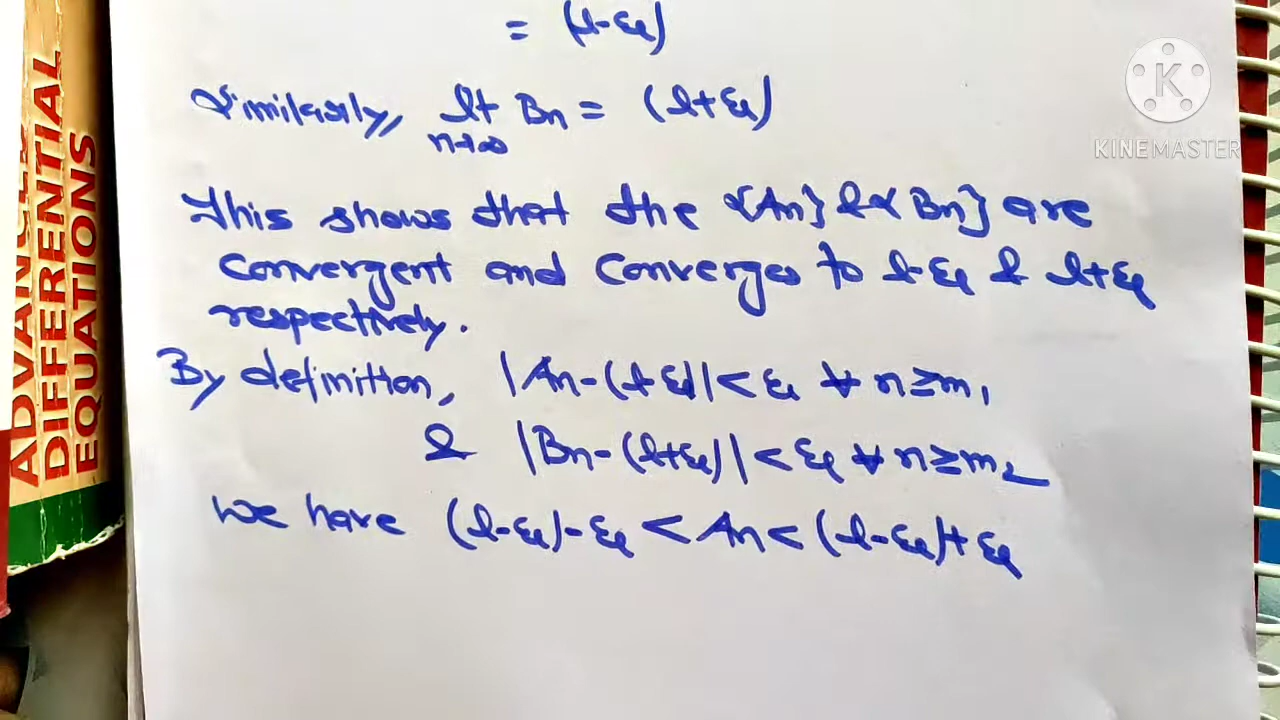 = (l-ε₁)
Similarly, lt Bn = (l+ε₁)
n→∞
This shows that the {An} & {Bn} are
convergent and converges to l-ε₁ & l+ε₁
respectively.
By definition, |An-(l-ε₁)|<ε₁ ∀ n≥m₁
& |Bn-(l+ε₁)|<ε₁ ∀ n≥m₂
we have (l-ε₁)-ε₁ < An < (l-ε₁)+ε₁
ADVANCED
DIFFERENTIAL
EQUATIONS
K
KINEMASTER